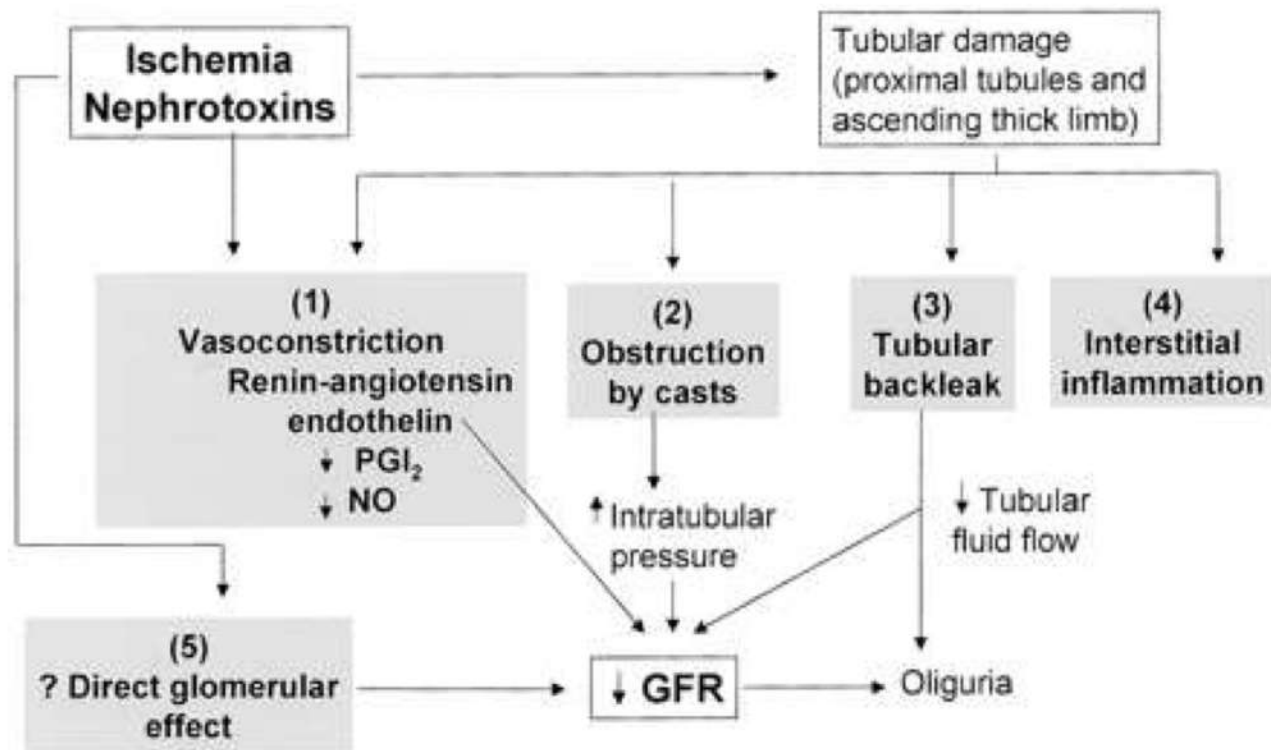 Ischemia
Nephrotoxins
Tubular damage
(proximal tubules and
ascending thick limb)
(1)
Vasoconstriction
Renin-angiotensin
endothelin
↓ PGI₂
↓ NO
(2)
Obstruction
by casts
(3)
Tubular
backleak
(4)
Interstitial
inflammation
↑ Intratubular
pressure
↓ Tubular
fluid flow
(5)
? Direct glomerular
effect
↓ GFR
Oliguria